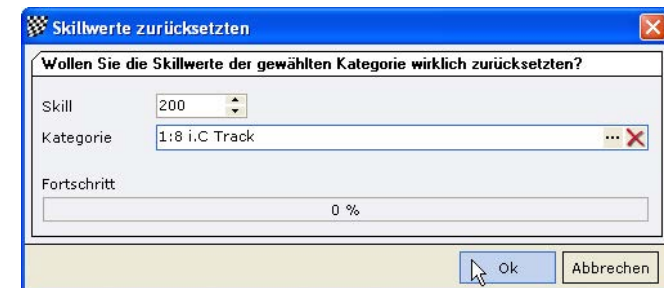 Skillwerte zurücksetzten
Wollen Sie die Skillwerte der gewählten Kategorie wirklich zurücksetzten?
Skill 200
Kategorie 1:8 i.C Track ...
Fortschritt
0 %
Ok Abbrechen